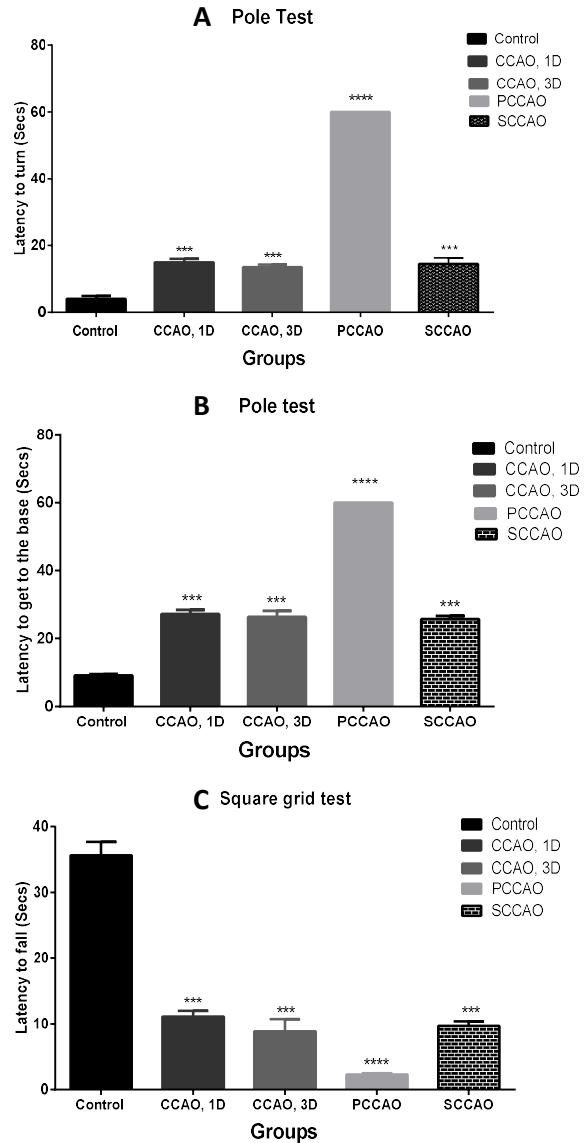 A Pole Test
Control
CCAO, 1D
CCAO, 3D
PCCAO
SCCAO
Latency to turn (Secs)
80
60
40
20
0
***
***
****
***
Control CCAO, 1D CCAO, 3D PCCAO SCCAO
Groups
B Pole test
Control
CCAO, 1D
CCAO, 3D
PCCAO
SCCAO
Latency to get to the base (Secs)
80
60
40
20
0
***
***
****
***
Control CCAO, 1D CCAO, 3D PCCAO SCCAO
Groups
C Square grid test
Control
CCAO, 1D
CCAO, 3D
PCCAO
SCCAO
Latency to fall (Secs)
40
30
20
10
0
***
***
****
***
Control CCAO, 1D CCAO, 3D PCCAO SCCAO
Groups